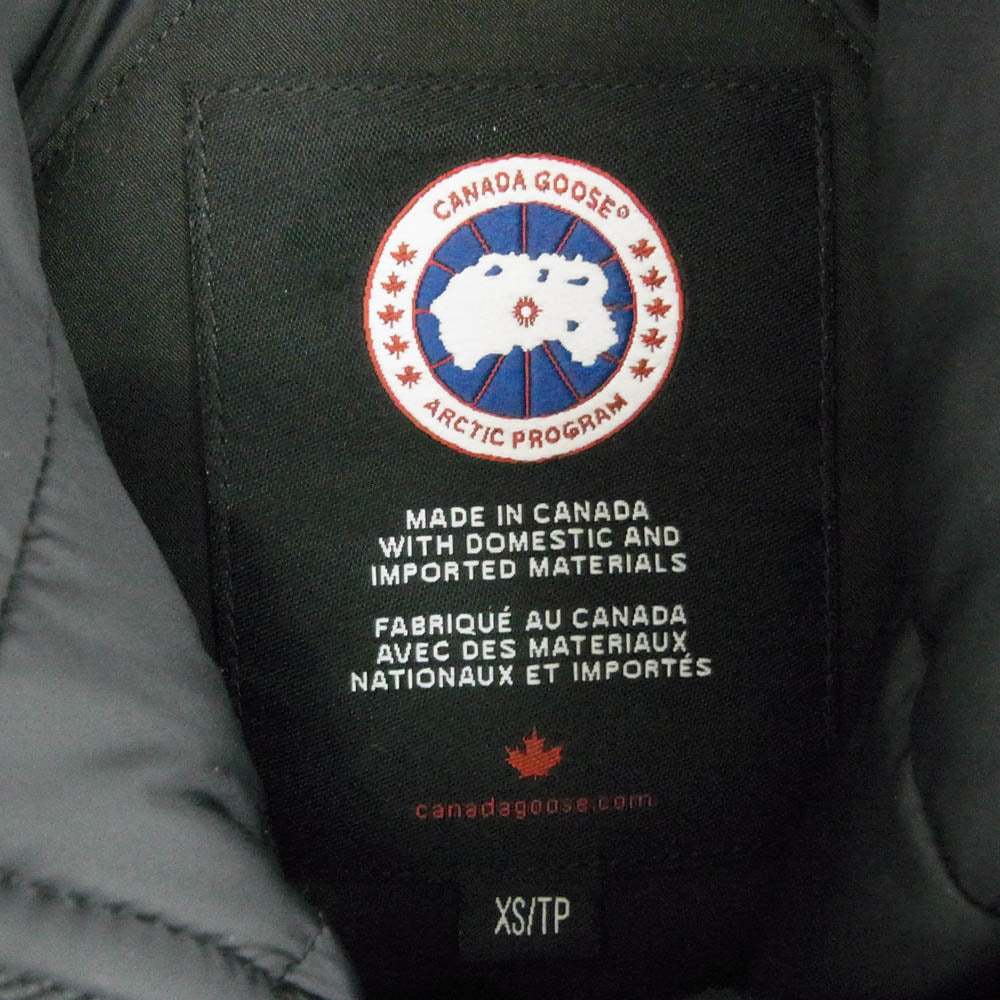 CANADA GOOSE®
ARCTIC PROGRAM
MADE IN CANADA
WITH DOMESTIC AND
IMPORTED MATERIALS
FABRIQUÉ AU CANADA
AVEC DES MATERIAUX
NATIONAUX ET IMPORTÉS
canadagoose.com
XS/TP